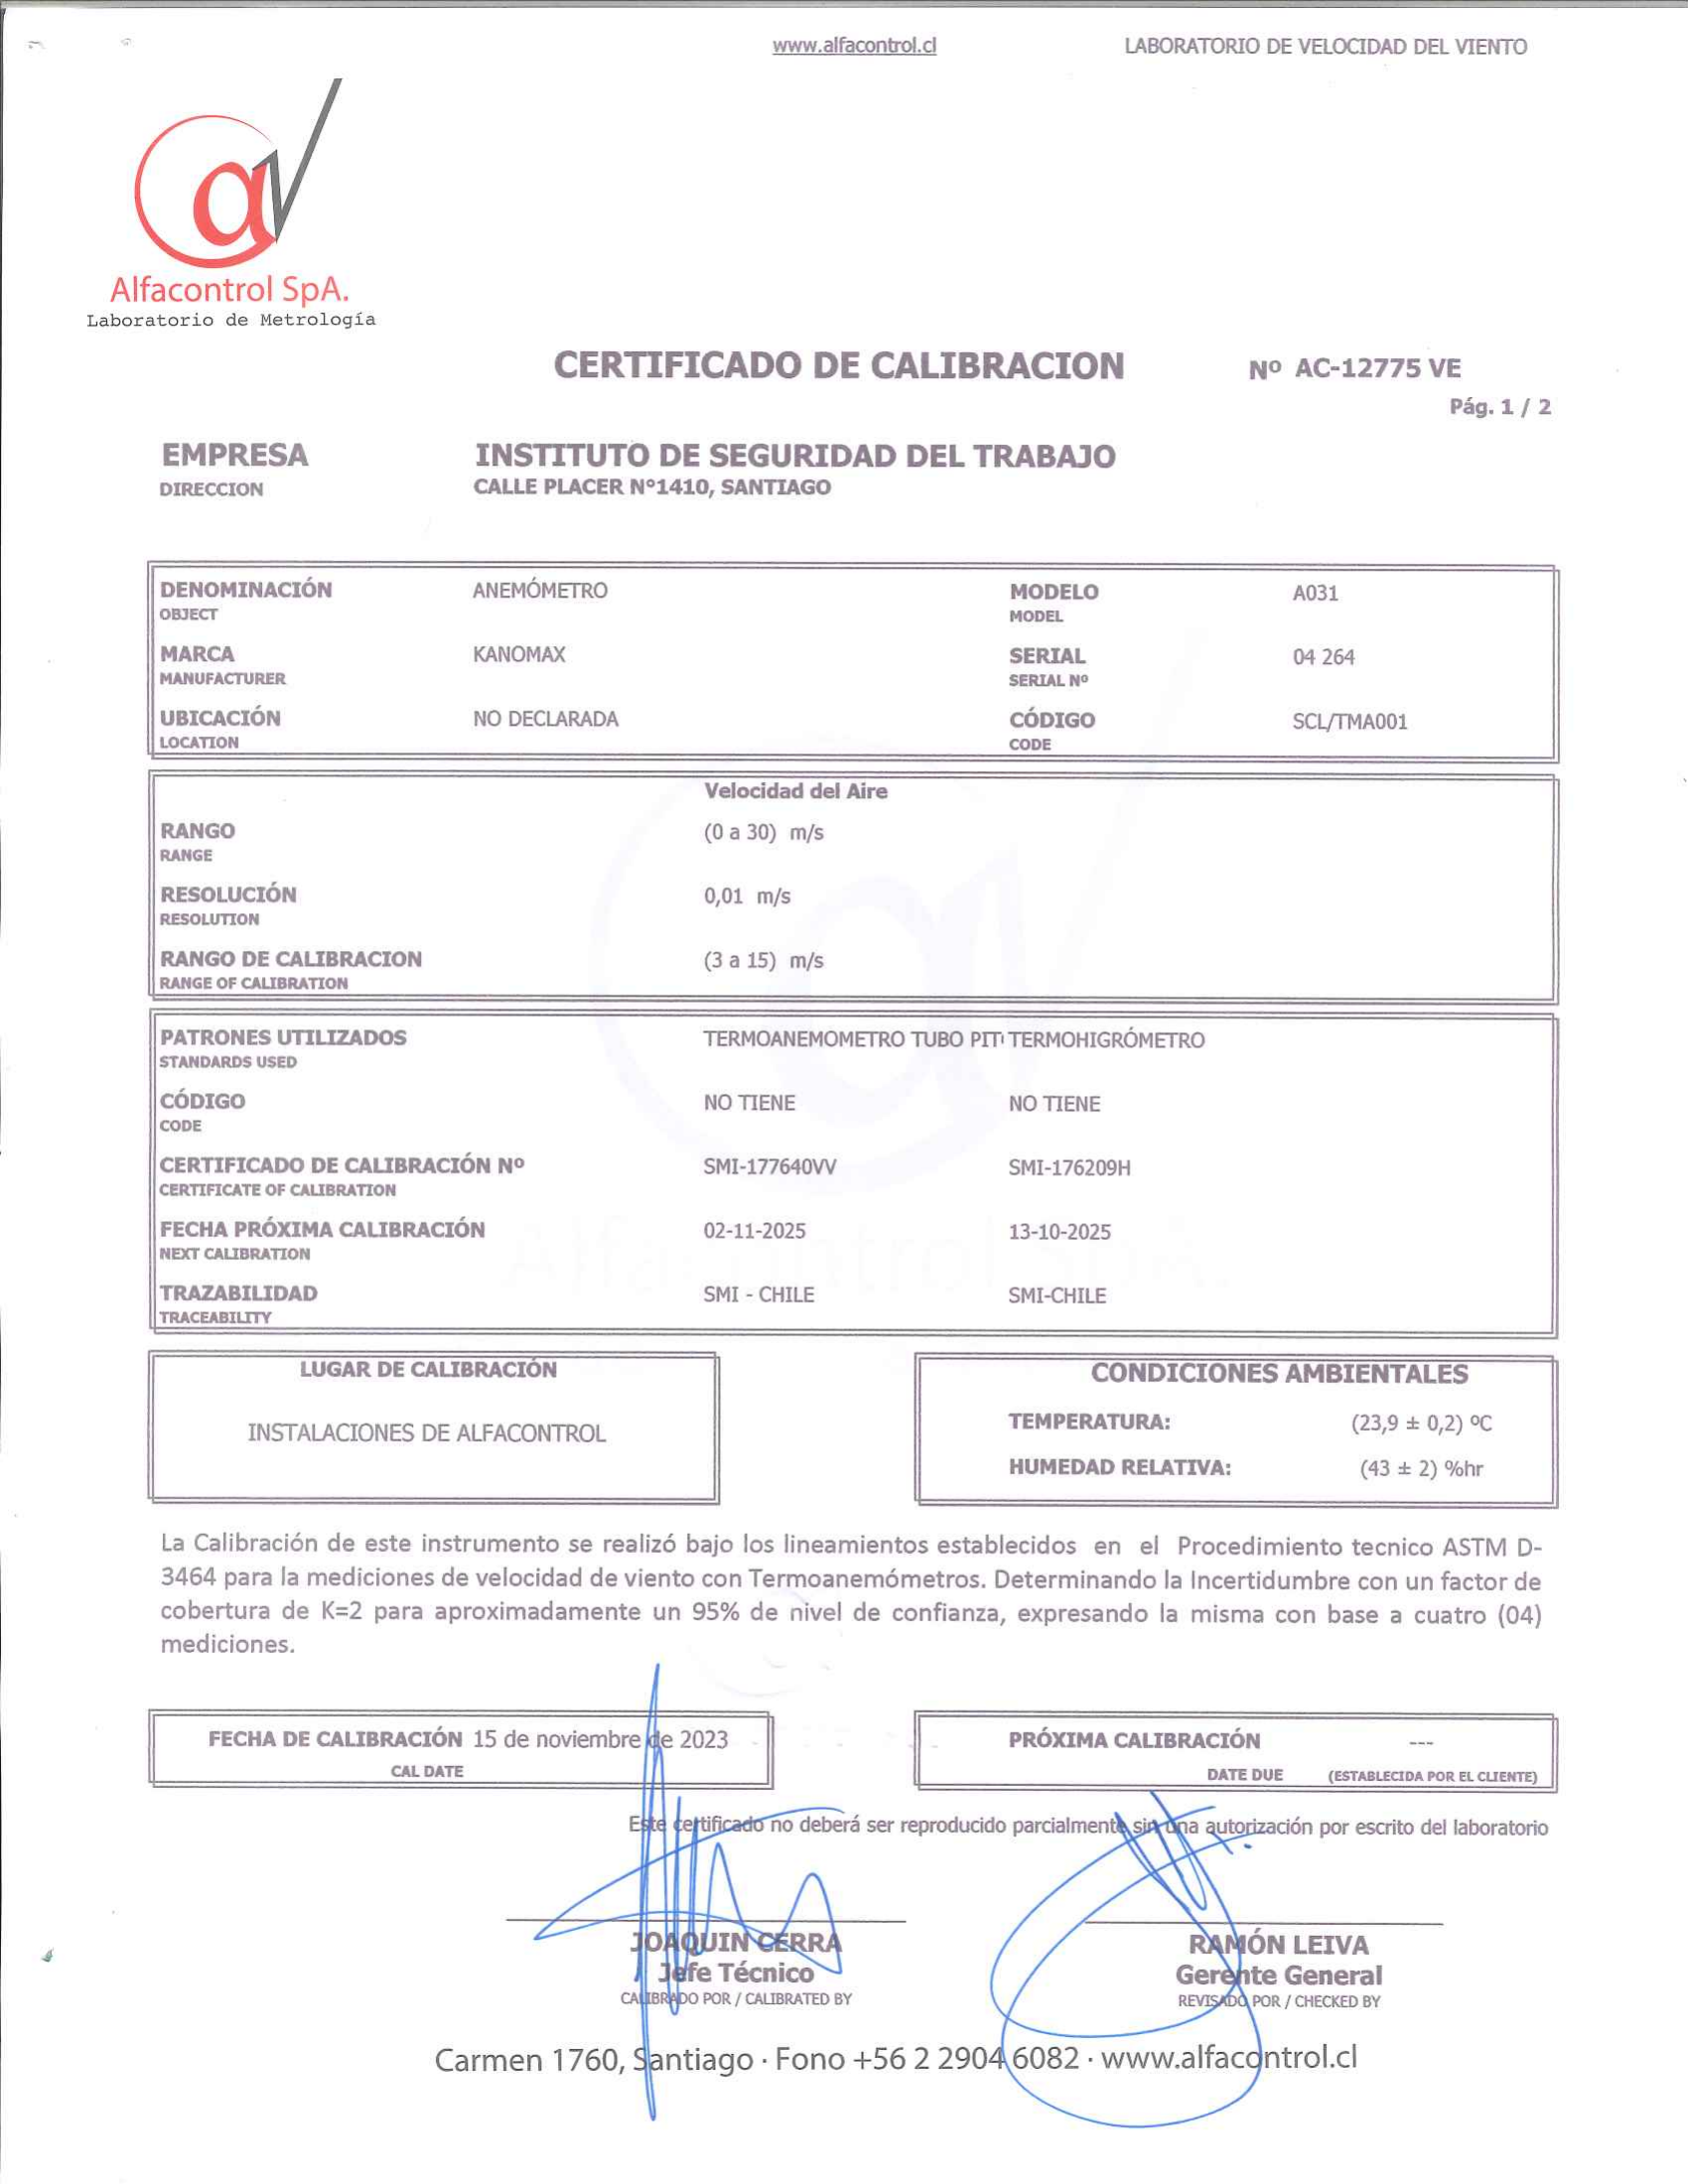 www.alfacontrol.cl LABORATORIO DE VELOCIDAD DEL VIENTO
Alfacontrol SpA.
Laboratorio de Metrología
CERTIFICADO DE CALIBRACION Nº AC-12775 VE
Pág. 1 / 2
EMPRESA INSTITUTO DE SEGURIDAD DEL TRABAJO
DIRECCION CALLE PLACER Nº1410, SANTIAGO
DENOMINACIÓN ANEMÓMETRO MODELO A031
OBJECT MODEL
MARCA KANOMAX SERIAL 04 264
MANUFACTURER SERIAL Nº
UBICACIÓN NO DECLARADA CÓDIGO SCL/TMA001
LOCATION CODE
Velocidad del Aire
RANGO (0 a 30) m/s
RANGE
RESOLUCIÓN 0,01 m/s
RESOLUTION
RANGO DE CALIBRACION (3 a 15) m/s
RANGE OF CALIBRATION
PATRONES UTILIZADOS TERMOANEMOMETRO TUBO PIT TERMOHIGRÓMETRO
STANDARDS USED
CÓDIGO NO TIENE NO TIENE
CODE
CERTIFICADO DE CALIBRACIÓN Nº SMI-177640VV SMI-176209H
CERTIFICATE OF CALIBRATION
FECHA PRÓXIMA CALIBRACIÓN 02-11-2025 13-10-2025
NEXT CALIBRATION
TRAZABILIDAD SMI - CHILE SMI-CHILE
TRACEABILITY
LUGAR DE CALIBRACIÓN CONDICIONES AMBIENTALES
INSTALACIONES DE ALFACONTROL TEMPERATURA: (23,9 ± 0,2) ºC
HUMEDAD RELATIVA: (43 ± 2) %hr
La Calibración de este instrumento se realizó bajo los lineamientos establecidos en el Procedimiento tecnico ASTM D-
3464 para la mediciones de velocidad de viento con Termoanemómetros. Determinando la Incertidumbre con un factor de
cobertura de K=2 para aproximadamente un 95% de nivel de confianza, expresando la misma con base a cuatro (04)
mediciones.
FECHA DE CALIBRACIÓN 15 de noviembre de 2023 PRÓXIMA CALIBRACIÓN ---
CAL DATE DATE DUE (ESTABLECIDA POR EL CLIENTE)
Este certificado no deberá ser reproducido parcialmente sin una autorización por escrito del laboratorio
JOAQUIN CERRA RAMÓN LEIVA
Jefe Técnico Gerente General
CALIBRADO POR / CALIBRATED BY REVISADO POR / CHECKED BY
Carmen 1760, Santiago · Fono +56 2 2904 6082 · www.alfacontrol.cl